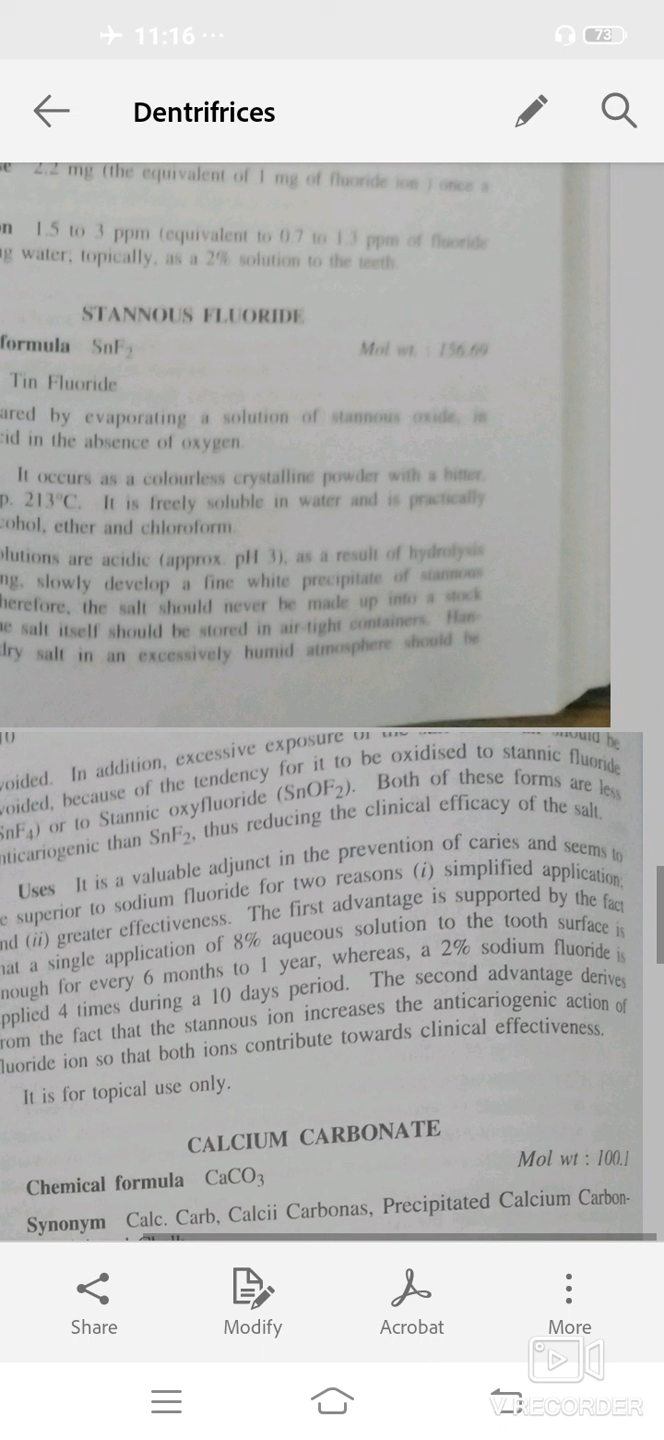 11:16 ...
73
Dentrifrices
2.2 mg (the equivalent of 1 mg of fluoride ion) once a
on 1.5 to 3 ppm (equivalent to 0.7 to 1.3 ppm of fluoride
g water; topically, as a 2% solution to the teeth.
STANNOUS FLUORIDE
formula SnF2
Mol wt. : 156.69
Tin Fluoride
ared by evaporating a solution of stannous oxide, in
cid in the absence of oxygen.
It occurs as a colourless crystalline powder with a bitter,
p. 213°C. It is freely soluble in water and is practically
cohol, ether and chloroform.
olutions are acidic (approx. pH 3), as a result of hydrolysis
ng, slowly develop a fine white precipitate of stannous
herefore, the salt should never be made up into a stock
e salt itself should be stored in air-tight containers. Han-
dry salt in an excessively humid atmosphere should be
10
voided. In addition, excessive exposure of the should be
voided, because of the tendency for it to be oxidised to stannic fluoride
SnF4) or to Stannic oxyfluoride (SnOF2). Both of these forms are less
nticariogenic than SnF2, thus reducing the clinical efficacy of the salt.
Uses It is a valuable adjunct in the prevention of caries and seems to
e superior to sodium fluoride for two reasons (i) simplified application;
nd (ii) greater effectiveness. The first advantage is supported by the fact
hat a single application of 8% aqueous solution to the tooth surface is
nough for every 6 months to 1 year, whereas, a 2% sodium fluoride is
pplied 4 times during a 10 days period. The second advantage derives
rom the fact that the stannous ion increases the anticariogenic action of
luoride ion so that both ions contribute towards clinical effectiveness.
It is for topical use only.
CALCIUM CARBONATE
Mol wt : 100.1
Chemical formula CaCO3
Synonym Calc. Carb, Calcii Carbonas, Precipitated Calcium Carbon-
Share
Modify
Acrobat
More
V RECORDER